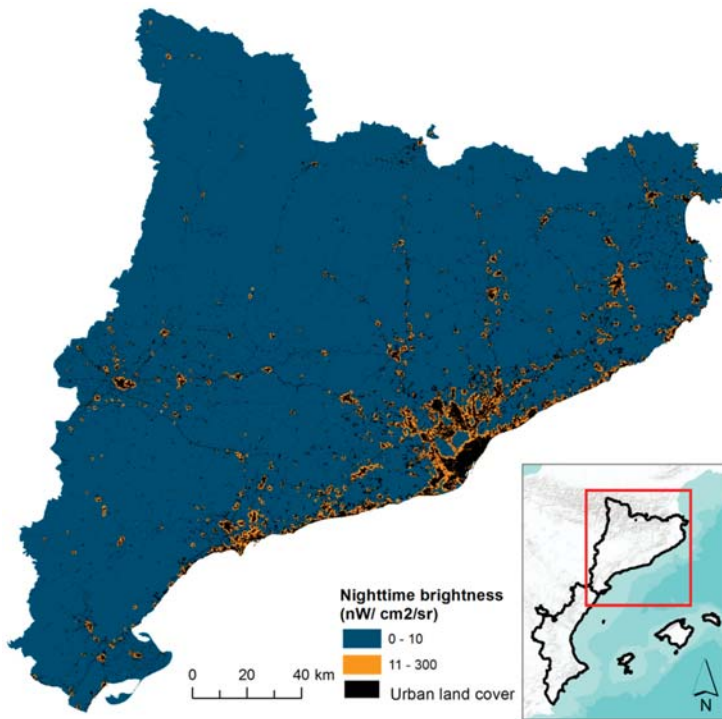 Nighttime brightness
(nW/ cm2/sr)
0 - 10
11 - 300
Urban land cover
0 20 40 km
N